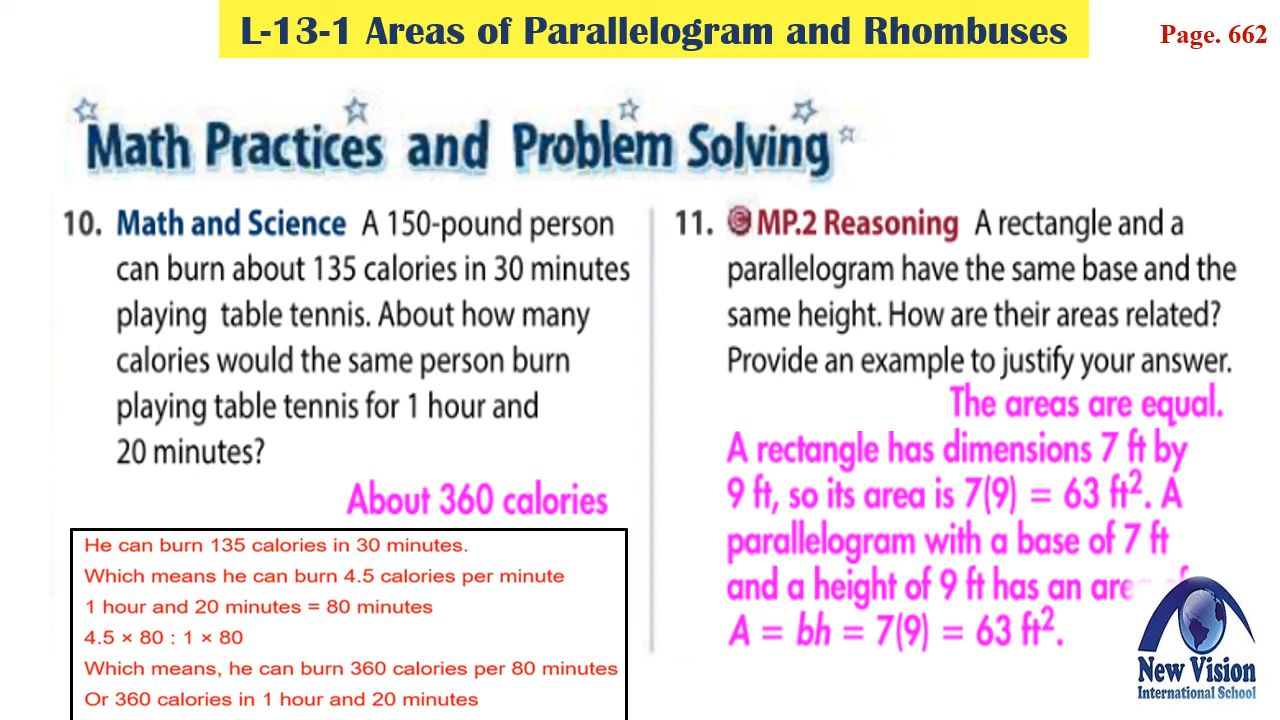 L-13-1 Areas of Parallelogram and Rhombuses
Page. 662
Math Practices and Problem Solving
10. Math and Science A 150-pound person
can burn about 135 calories in 30 minutes
playing table tennis. About how many
calories would the same person burn
playing table tennis for 1 hour and
20 minutes?
About 360 calories
He can burn 135 calories in 30 minutes.
Which means he can burn 4.5 calories per minute
1 hour and 20 minutes = 80 minutes
4.5 × 80 : 1 × 80
Which means, he can burn 360 calories per 80 minutes
Or 360 calories in 1 hour and 20 minutes
11. MP.2 Reasoning A rectangle and a
parallelogram have the same base and the
same height. How are their areas related?
Provide an example to justify your answer.
The areas are equal.
A rectangle has dimensions 7 ft by
9 ft, so its area is 7(9) = 63 ft². A
parallelogram with a base of 7 ft
and a height of 9 ft has an area of
A = bh = 7(9) = 63 ft².
New Vision
International School